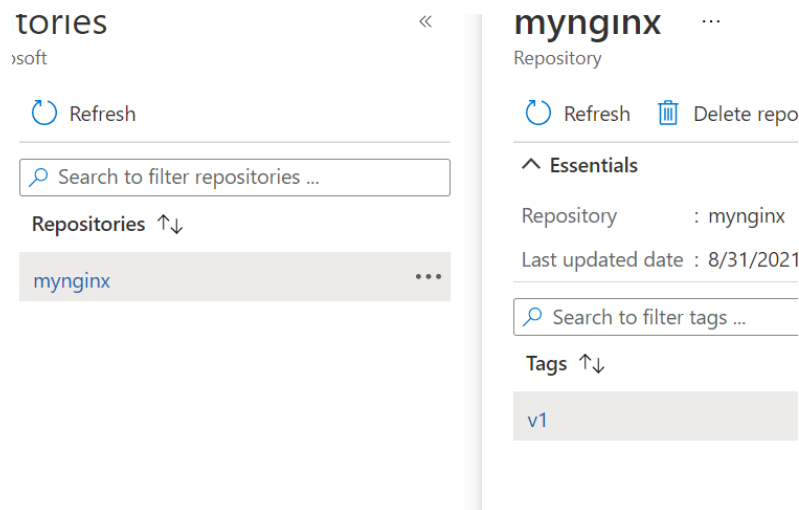 tories «
osoft
Refresh
Search to filter repositories ...
Repositories ↑↓
mynginx ...
mynginx ...
Repository
Refresh Delete repo
Essentials
Repository : mynginx
Last updated date : 8/31/2021
Search to filter tags ...
Tags ↑↓
v1